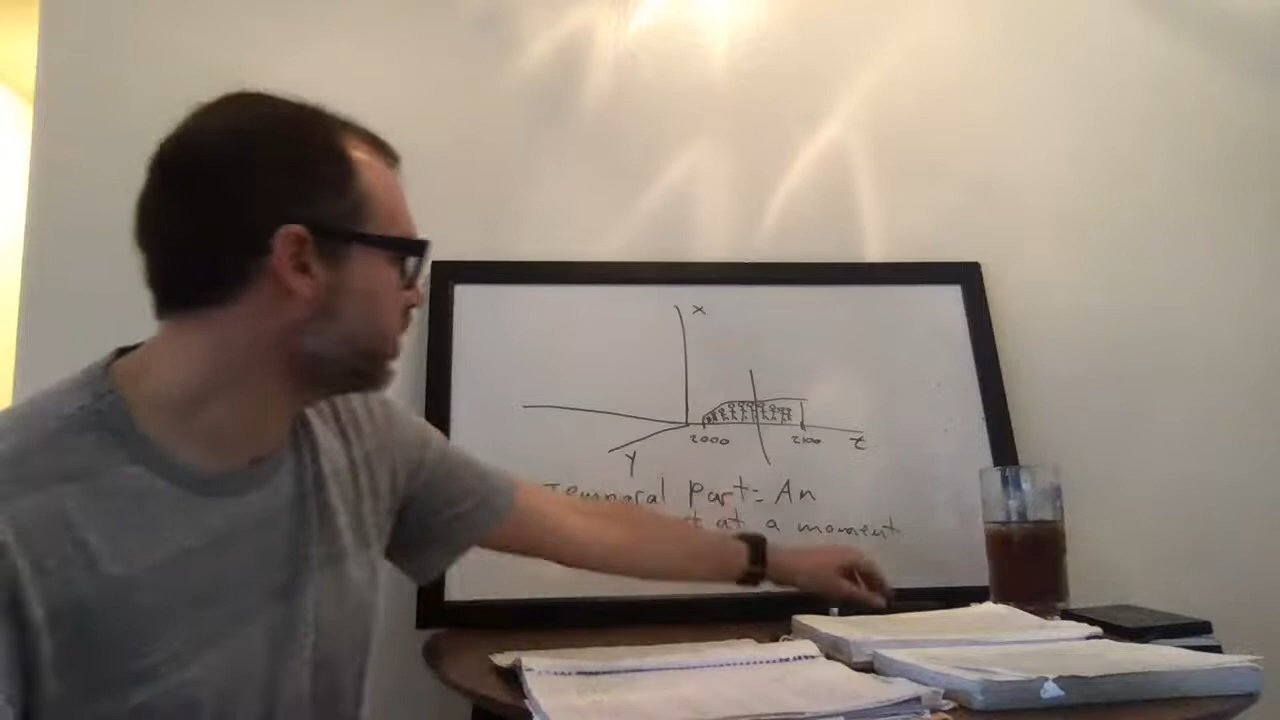 x
2000 2100 t
y
Temporal Part: An
at a moment